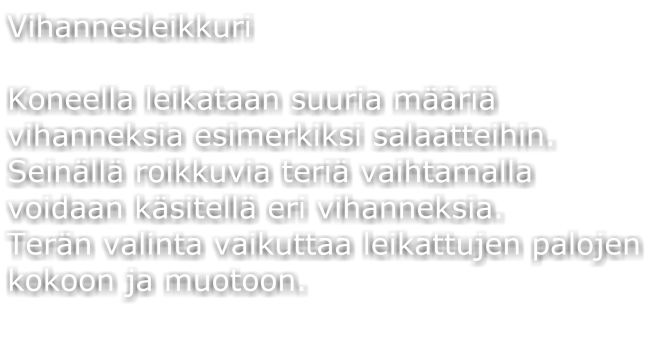 Vihannesleikkuri
Koneella leikataan suuria määriä
vihanneksia esimerkiksi salaatteihin.
Seinällä roikkuvia teriä vaihtamalla
voidaan käsitellä eri vihanneksia.
Terän valinta vaikuttaa leikattujen palojen
kokoon ja muotoon.